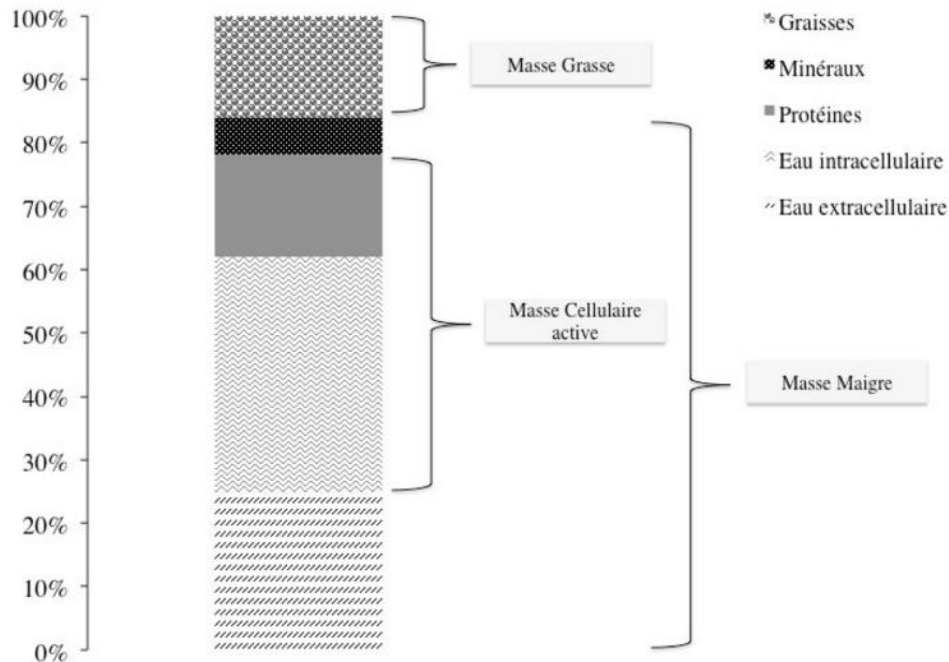 100%
90%
80%
70%
60%
50%
40%
30%
20%
10%
0%
Masse Grasse
Masse Cellulaire
active
Masse Maigre
Graisses
Minéraux
Protéines
Eau intracellulaire
Eau extracellulaire